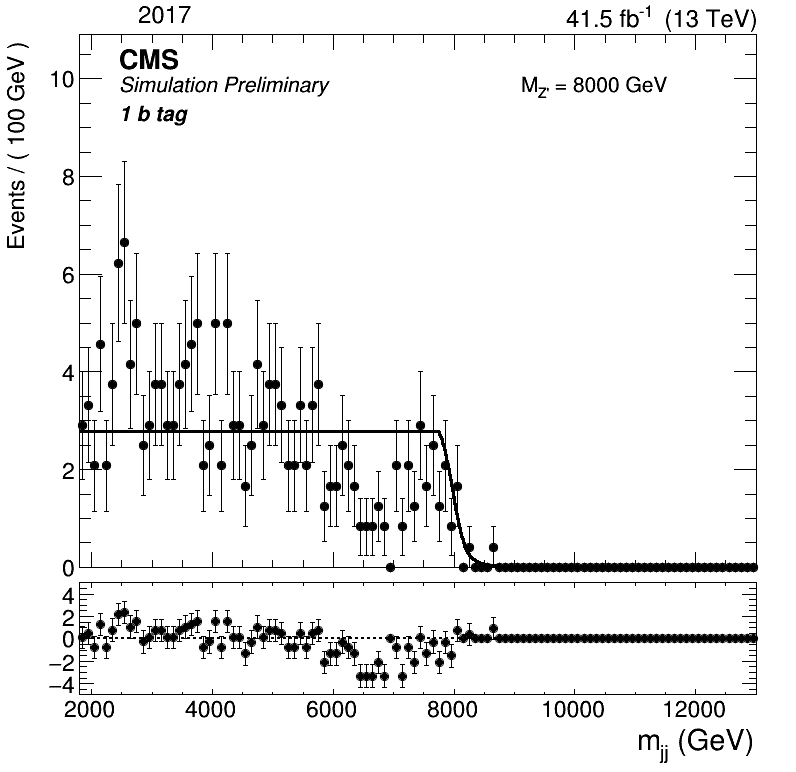 2017
41.5 fb⁻¹ (13 TeV)
CMS
Simulation Preliminary
1 b tag
M_Z' = 8000 GeV
Events / ( 100 GeV )
10
8
6
4
2
0
4
2
0
−2
−4
2000 4000 6000 8000 10000 12000
m_jj (GeV)